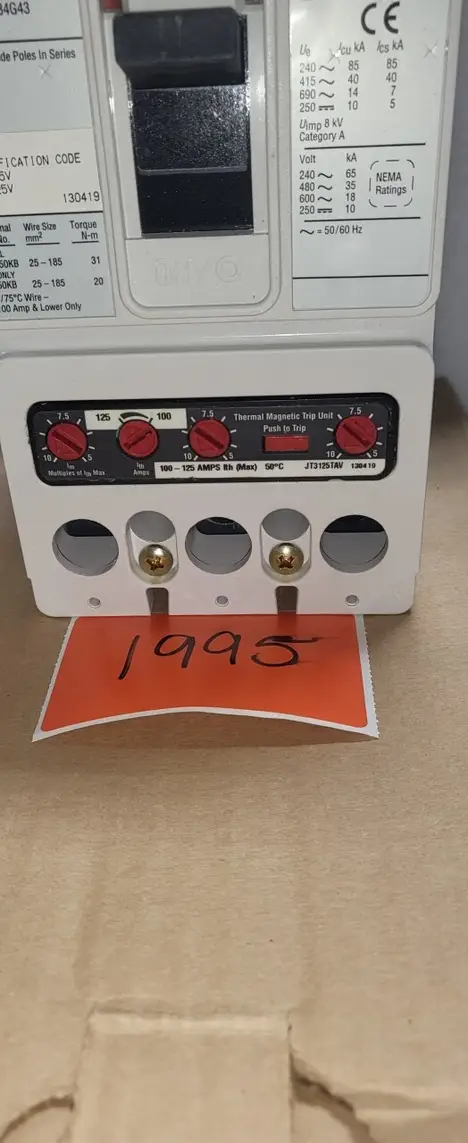 34G43
de Poles In Series
FICATION CODE
5V
25V
130419
nal Wire Size Torque
No. mm² N-m
L
50KB 25-185 31
ONLY
50KB 25-185 20
/75°C Wire –
00 Amp & Lower Only
CE
Ue Icu kA Ics kA
240 ~ 85 85
415 ~ 40 40
690 ~ 14 7
250 ⎓ 10 5
Uimp 8 kV
Category A
Volt kA
240 ~ 65
480 ~ 35
600 ~ 18
250 ⎓ 10
NEMA
Ratings
~ = 50/60 Hz
7.5 125 100 7.5 Thermal Magnetic Trip Unit 7.5
Push to Trip
10 5 10 5 10 5
Im Ith
Multiples of Ith Max Amps
100-125 AMPS Ith (Max) 50°C JT3125TAV 130419
1995